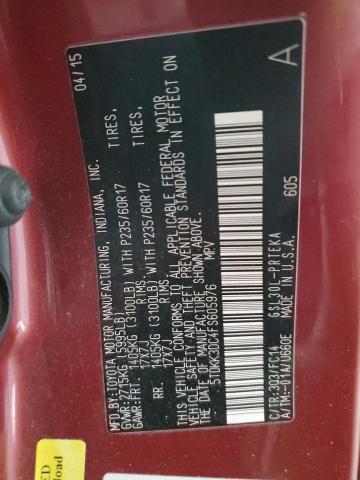 MFD. BY: TOYOTA MOTOR MANUFACTURING, INDIANA, INC. 04/15
GVWR: 2715KG (5995LB)
GAWR: FRT. 1405KG (3100LB) WITH P235/60R17 TIRES,
17X7J RIMS,
RR. 1405KG (3100LB) WITH P235/60R17 TIRES,
17X7J RIMS
THIS VEHICLE CONFORMS TO ALL APPLICABLE FEDERAL MOTOR
VEHICLE SAFETY AND THEFT PREVENTION STANDARDS IN EFFECT ON
THE DATE OF MANUFACTURE SHOWN ABOVE.
5TDKK3DC4FS605976 MPV
A
C/TR: 3Q3/FC14 GSL30L-PRTEKA 605
A/TM: -01A/U660E MADE IN U.S.A.
ED
load